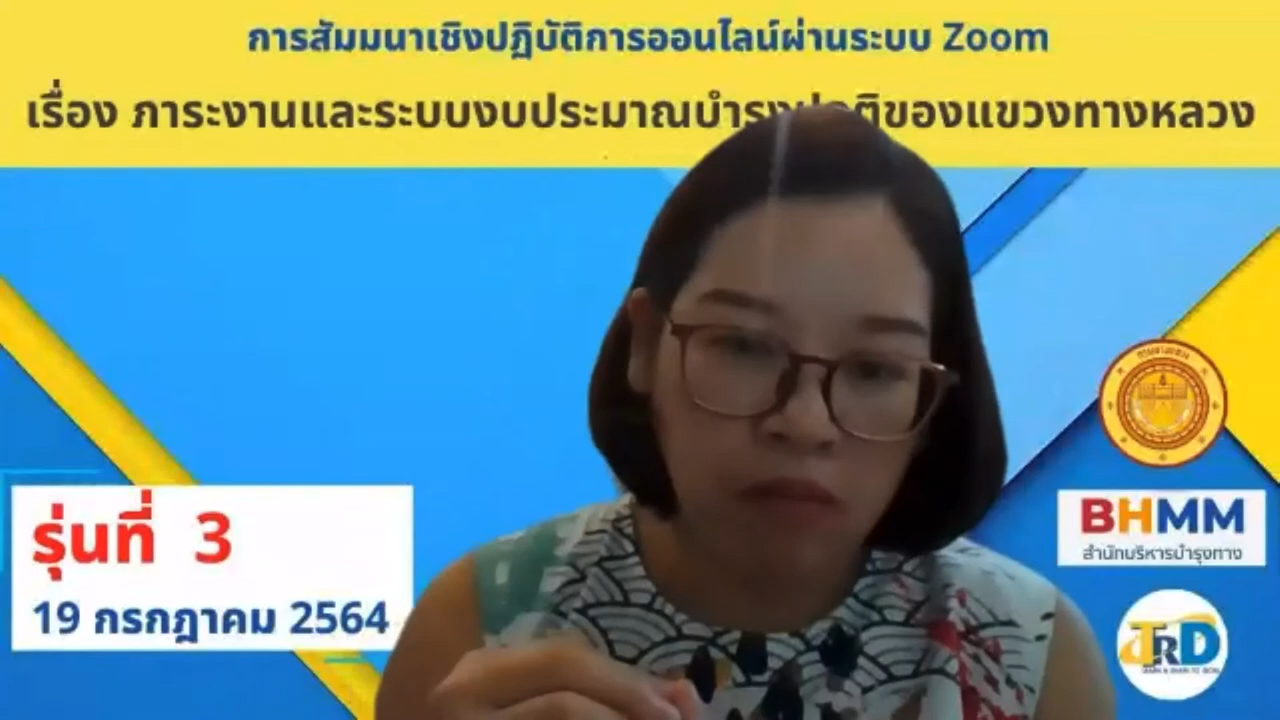 การสัมมนาเชิงปฏิบัติการออนไลน์ผ่านระบบ Zoom
เรื่อง ภาระงานและระบบงบประมาณบำรุงปกติของแขวงทางหลวง
รุ่นที่ 3
19 กรกฎาคม 2564
BHMM
สำนักบริหารบำรุงทาง
TRD